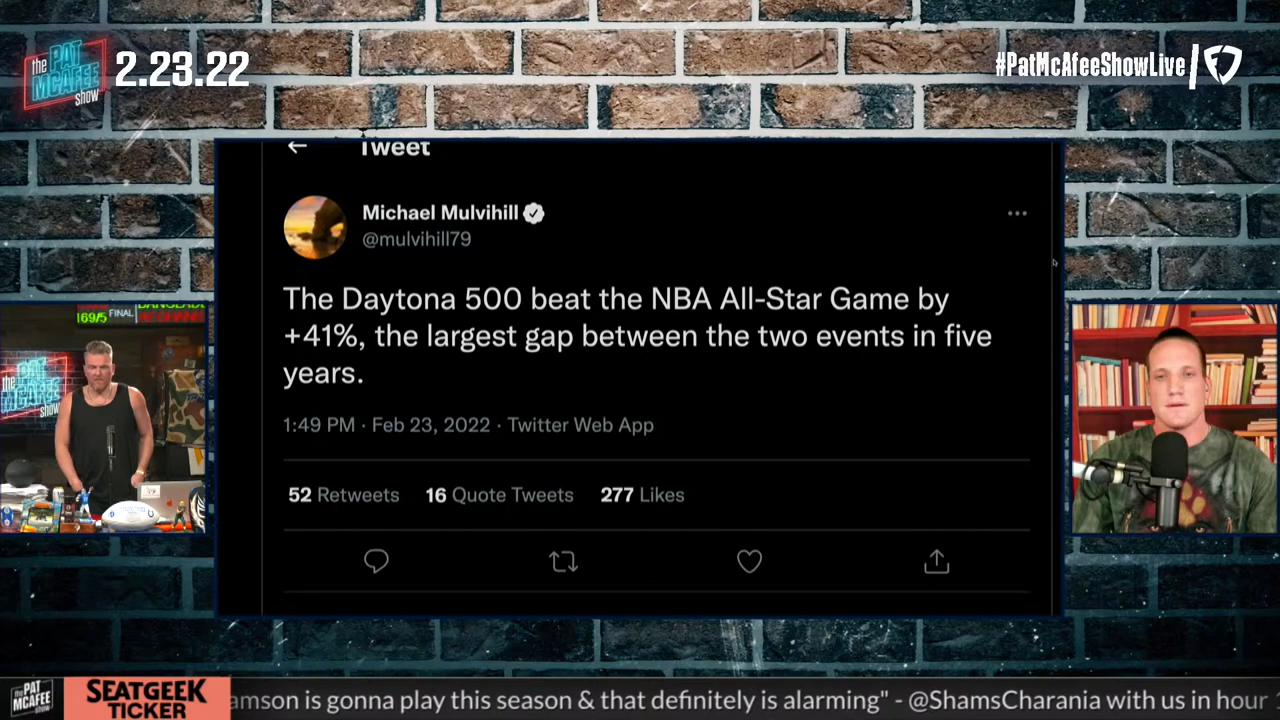 the PAT MCAFEE show
2.23.22
#PatMcAfeeShowLive
Tweet
Michael Mulvihill
@mulvihill79
The Daytona 500 beat the NBA All-Star Game by
+41%, the largest gap between the two events in five
years.
1:49 PM · Feb 23, 2022 · Twitter Web App
52 Retweets 16 Quote Tweets 277 Likes
169/5 FINAL
the PAT MCAFEE show
the PAT MCAFEE show
SEATGEEK
TICKER
amson is gonna play this season & that definitely is alarming" - @ShamsCharania with us in hour